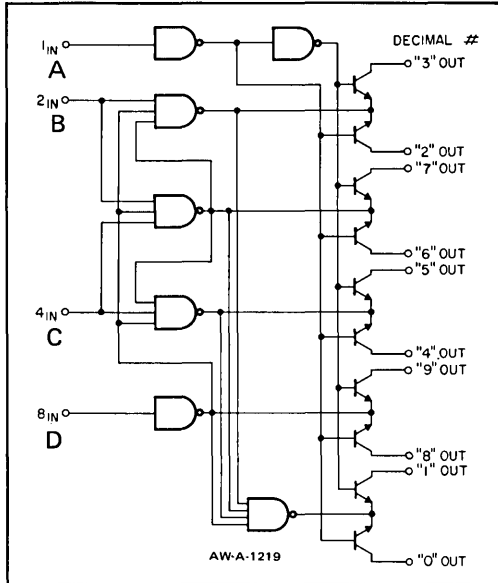 DECIMAL #
1IN
A
"3" OUT
2IN
B
"2" OUT
"7" OUT
"6" OUT
"5" OUT
4IN
C
"4" OUT
"9" OUT
8IN
D
"8" OUT
"1" OUT
AW-A-1219
"0" OUT